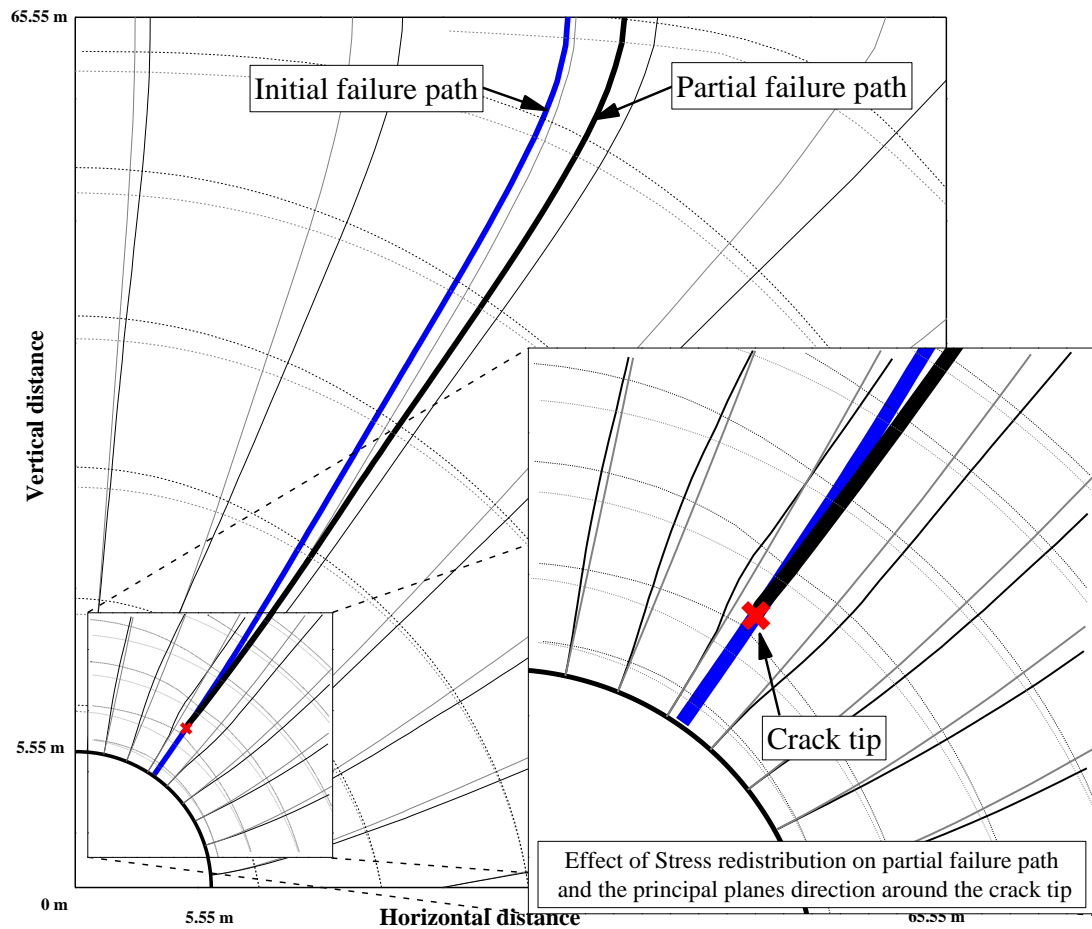 65.55 m
Initial failure path
Partial failure path
Vertical distance
5.55 m
Crack tip
Effect of Stress redistribution on partial failure path
and the principal planes direction around the crack tip
0 m
5.55 m
Horizontal distance
65.55 m